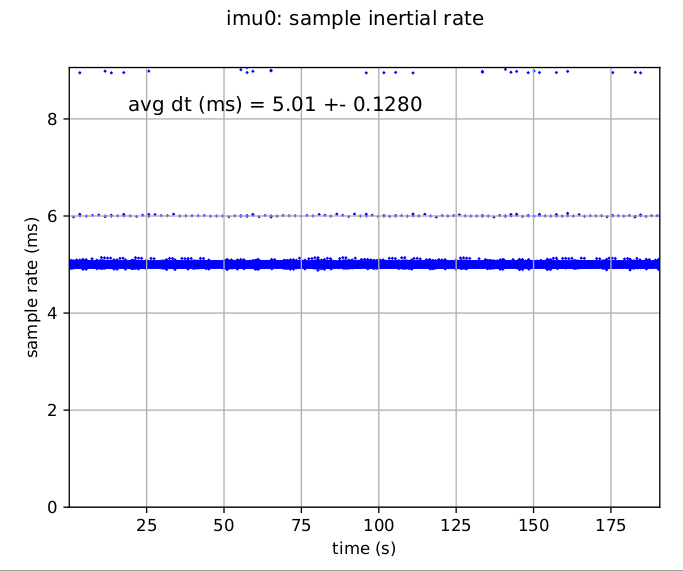 imu0: sample inertial rate
avg dt (ms) = 5.01 +- 0.1280
sample rate (ms)
8
6
4
2
0
25 50 75 100 125 150 175
time (s)